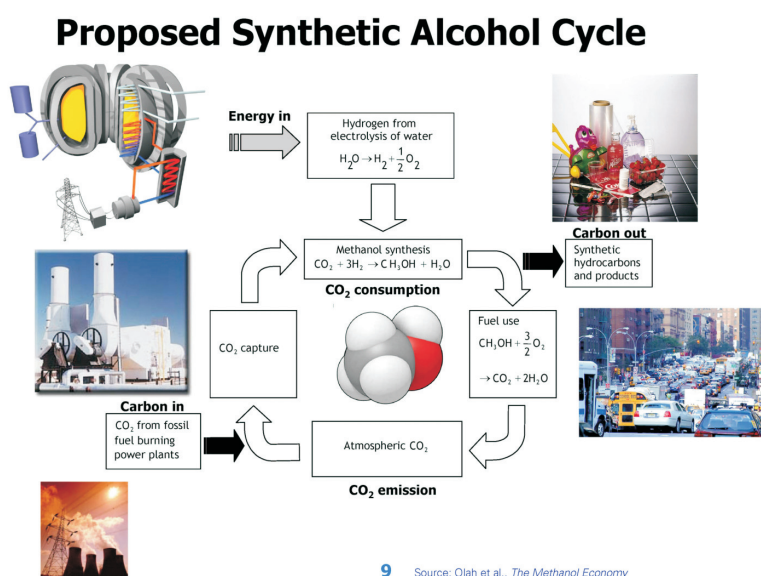 Proposed Synthetic Alcohol Cycle
Energy in
Hydrogen from
electrolysis of water
H₂O → H₂ + 1/2 O₂
Carbon out
Synthetic
hydrocarbons
and products
Methanol synthesis
CO₂ + 3H₂ → CH₃OH + H₂O
CO₂ consumption
Fuel use
CH₃OH + 3/2 O₂
→ CO₂ + 2H₂O
CO₂ capture
Carbon in
CO₂ from fossil
fuel burning
power plants
Atmospheric CO₂
CO₂ emission
9 Source: Olah et al., The Methanol Economy